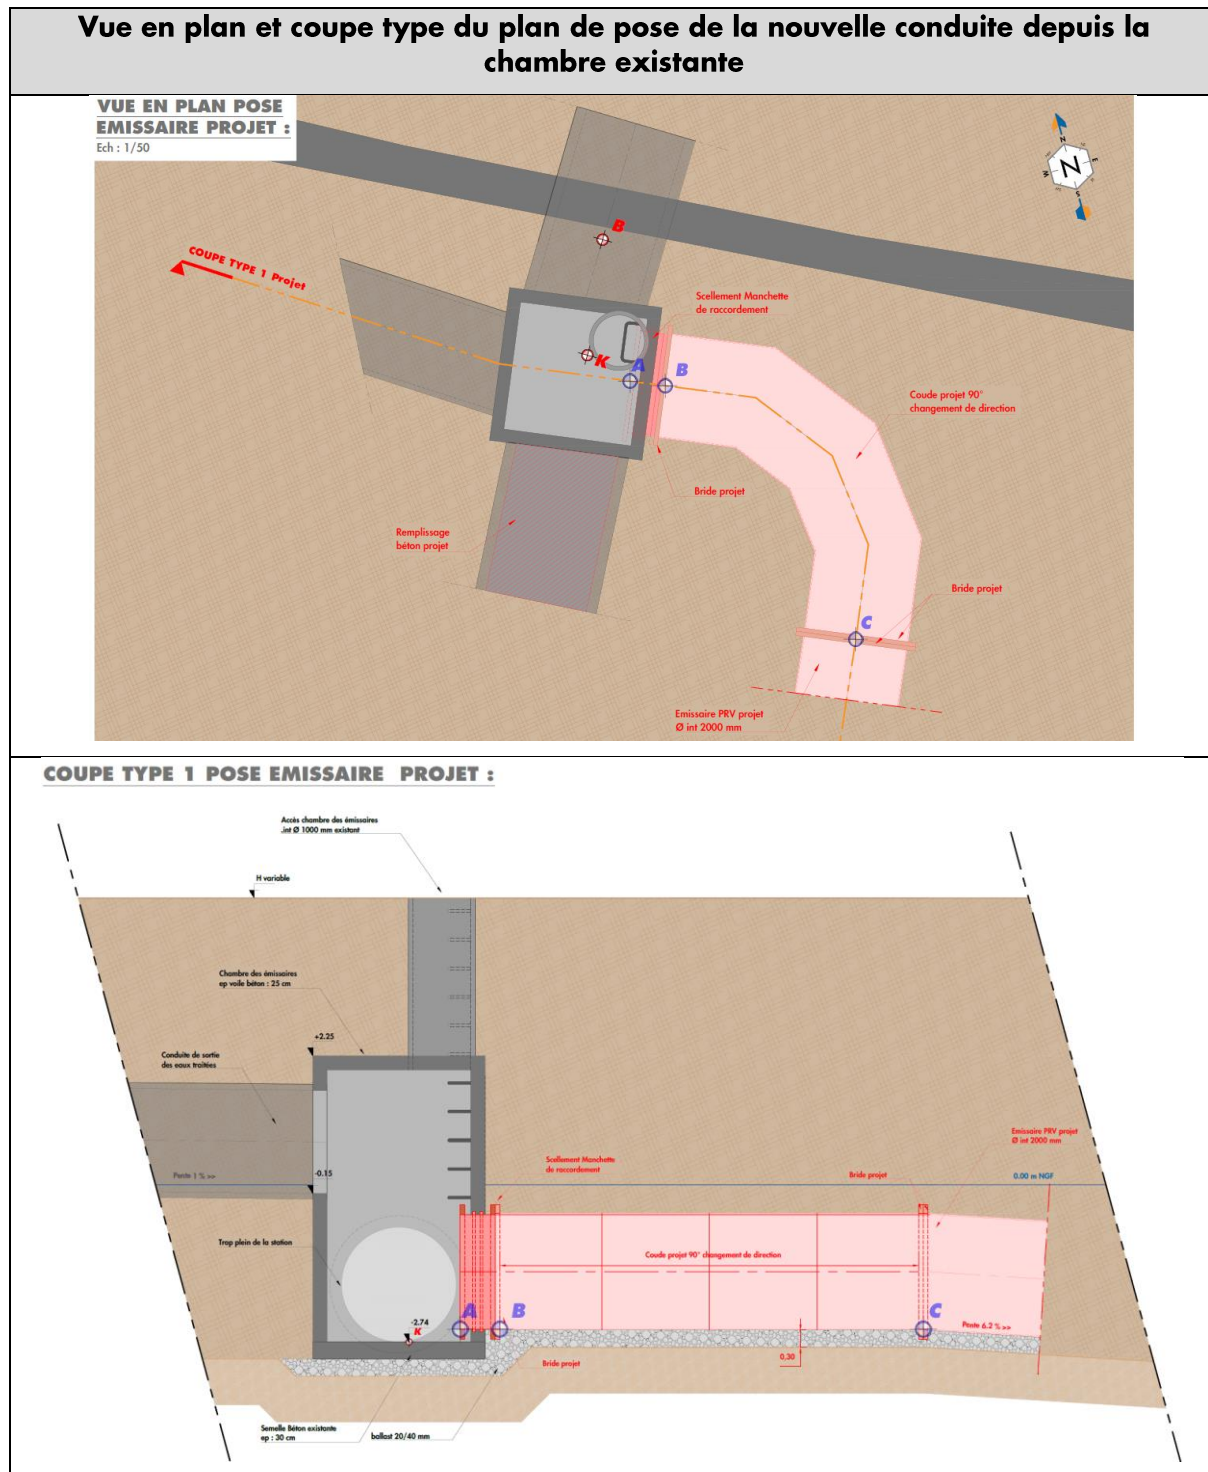 Vue en plan et coupe type du plan de pose de la nouvelle conduite depuis la
chambre existante
VUE EN PLAN POSE
EMISSAIRE PROJET :
Ech : 1/50
N
E
N
W
S
B
COUPE TYPE 1 Projet
Scellement Manchette
de raccordement
K
A
B
Coude projet 90°
changement de direction
Bride projet
Remplissage
béton projet
Bride projet
C
Emissaire PRV projet
Ø int 2000 mm
COUPE TYPE 1 POSE EMISSAIRE PROJET :
Accès chambre des émissaires
.int Ø 1000 mm existant
H variable
Chambre des émissaires
ep voile béton : 25 cm
+2.25
Conduite de sortie
des eaux traitées
Emissaire PRV projet
Ø int 2000 mm
Scellement Manchette
de raccordement
Bride projet
0.00 m NGF
Pente 1 % >>
-0.15
Trop plein de la station
Coude projet 90° changement de direction
A
B
C
-2.74
K
Pente 6.2 % >>
0,30
Bride projet
Semelle Béton existante
ep : 30 cm
ballast 20/40 mm